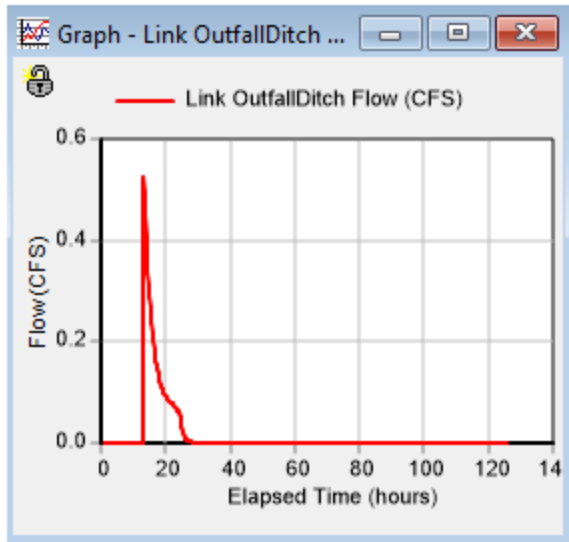 Graph - Link OutfallDitch ...
Link OutfallDitch Flow (CFS)
0.6
0.4
0.2
0.0
Flow (CFS)
0 20 40 60 80 100 120 14
Elapsed Time (hours)